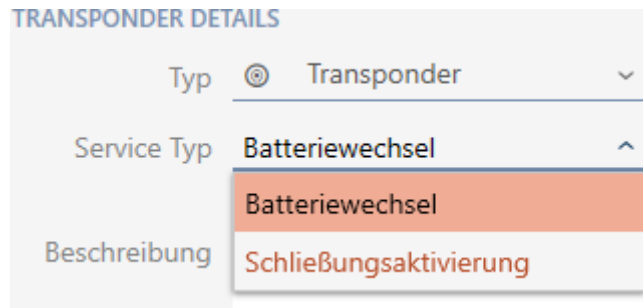 TRANSPONDER DETAILS
Typ Transponder
Service Typ Batteriewechsel
Batteriewechsel
Beschreibung
Schließungsaktivierung